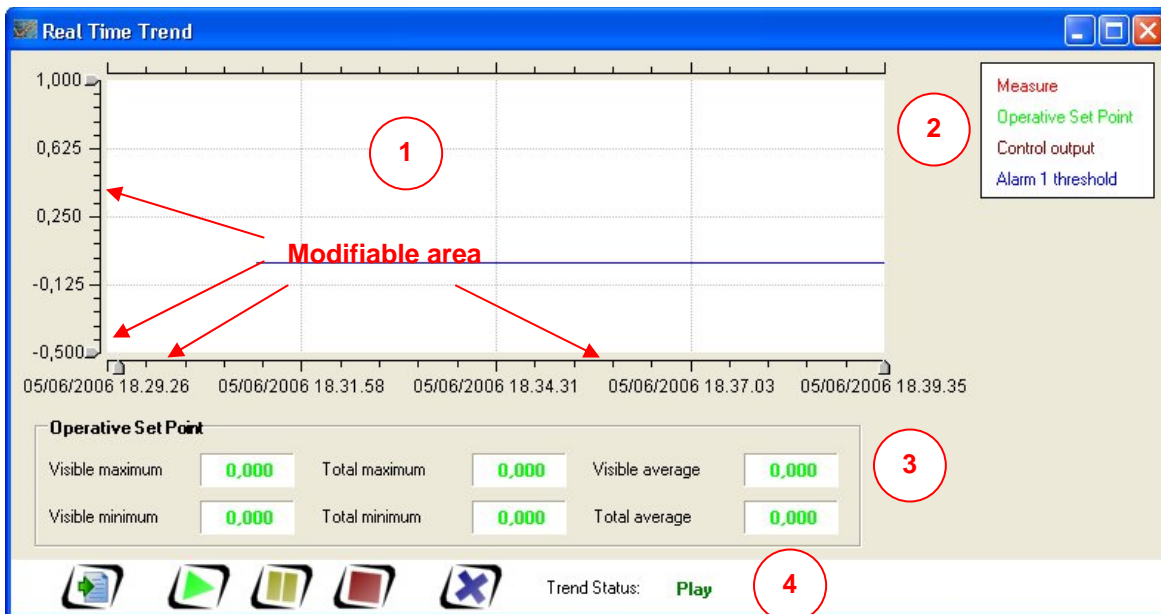 Real Time Trend
1,000
0,625
0,250
-0,125
-0,500
1
2
Measure
Operative Set Point
Control output
Alarm 1 threshold
Modifiable area
05/06/2006 18.29.26 05/06/2006 18.31.58 05/06/2006 18.34.31 05/06/2006 18.37.03 05/06/2006 18.39.35
Operative Set Point
Visible maximum 0,000 Total maximum 0,000 Visible average 0,000
Visible minimum 0,000 Total minimum 0,000 Total average 0,000
3
Trend Status: Play
4